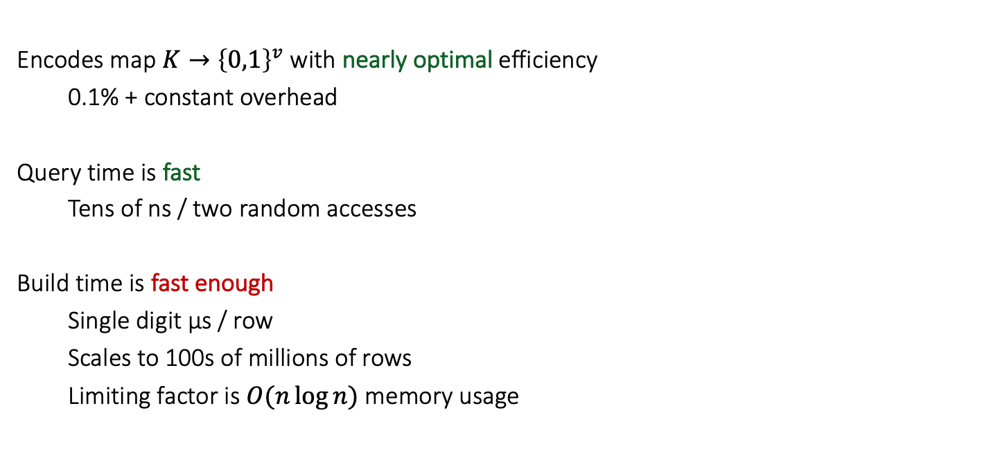 Encodes map K → {0,1}ᵛ with nearly optimal efficiency
0.1% + constant overhead
Query time is fast
Tens of ns / two random accesses
Build time is fast enough
Single digit μs / row
Scales to 100s of millions of rows
Limiting factor is O(n log n) memory usage